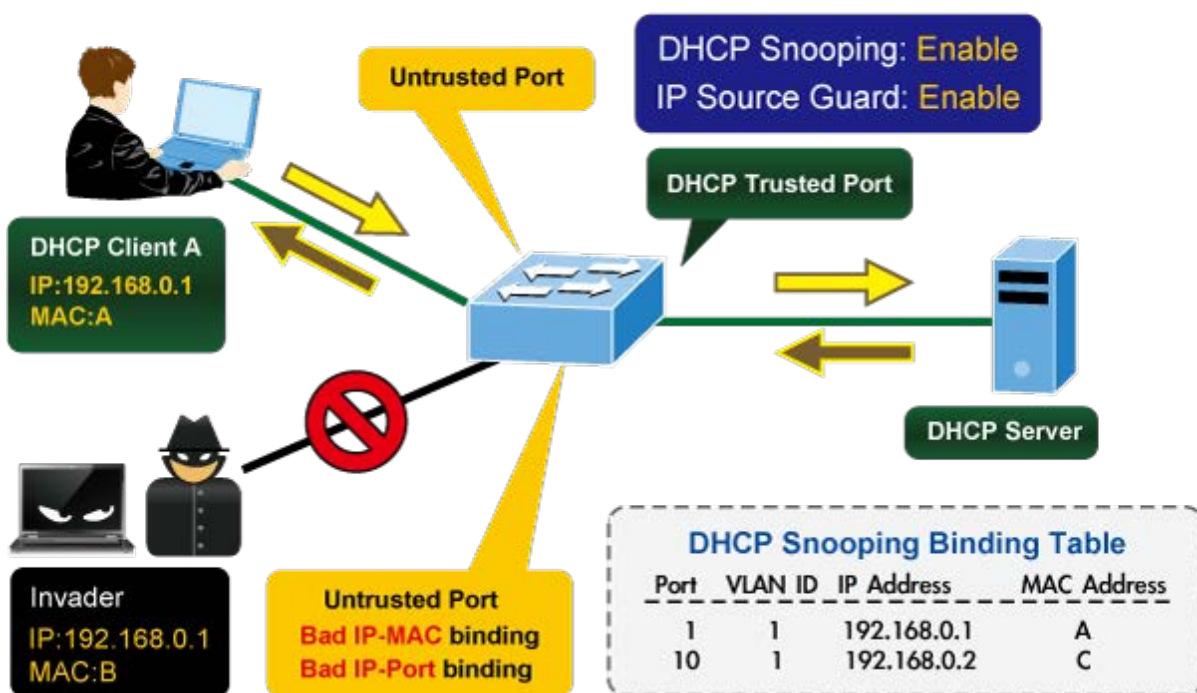 Untrusted Port
DHCP Snooping: Enable
IP Source Guard: Enable
DHCP Trusted Port
DHCP Client A
IP:192.168.0.1
MAC:A
DHCP Server
Invader
IP:192.168.0.1
MAC:B
Untrusted Port
Bad IP-MAC binding
Bad IP-Port binding
DHCP Snooping Binding Table
Port VLAN ID IP Address MAC Address
1 1 192.168.0.1 A
10 1 192.168.0.2 C